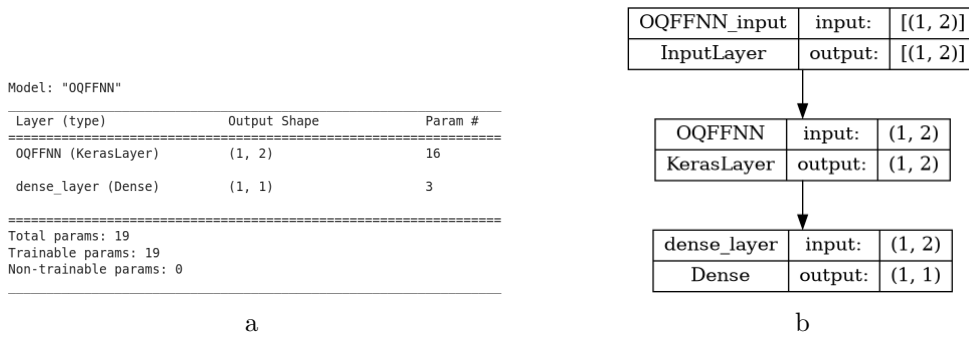 Model: "OQFFNN"
Layer (type) Output Shape Param #
OQFFNN (KerasLayer) (1, 2) 16
dense_layer (Dense) (1, 1) 3
Total params: 19
Trainable params: 19
Non-trainable params: 0
a
OQFFNN_input input: [(1, 2)]
InputLayer output: [(1, 2)]
OQFFNN input: (1, 2)
KerasLayer output: (1, 2)
dense_layer input: (1, 2)
Dense output: (1, 1)
b